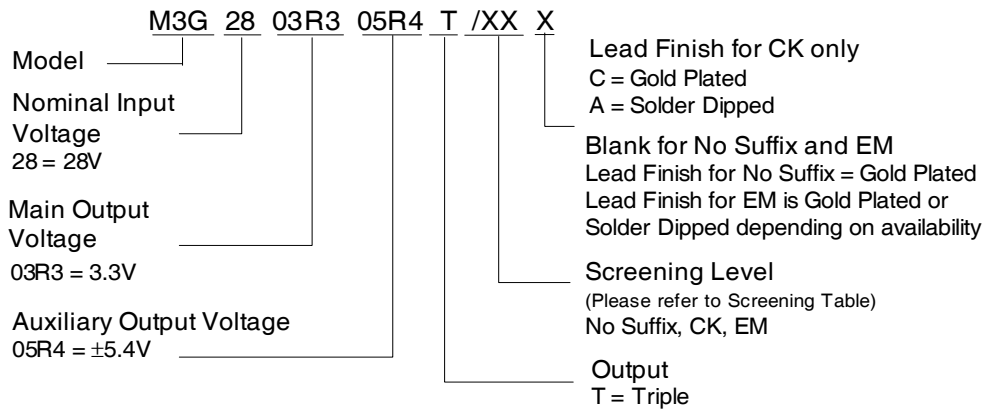 M3G 28 03R3 05R4 T /XX X
Model
Nominal Input
Voltage
28 = 28V
Main Output
Voltage
03R3 = 3.3V
Auxiliary Output Voltage
05R4 = ±5.4V
Lead Finish for CK only
C = Gold Plated
A = Solder Dipped
Blank for No Suffix and EM
Lead Finish for No Suffix = Gold Plated
Lead Finish for EM is Gold Plated or
Solder Dipped depending on availability
Screening Level
(Please refer to Screening Table)
No Suffix, CK, EM
Output
T = Triple